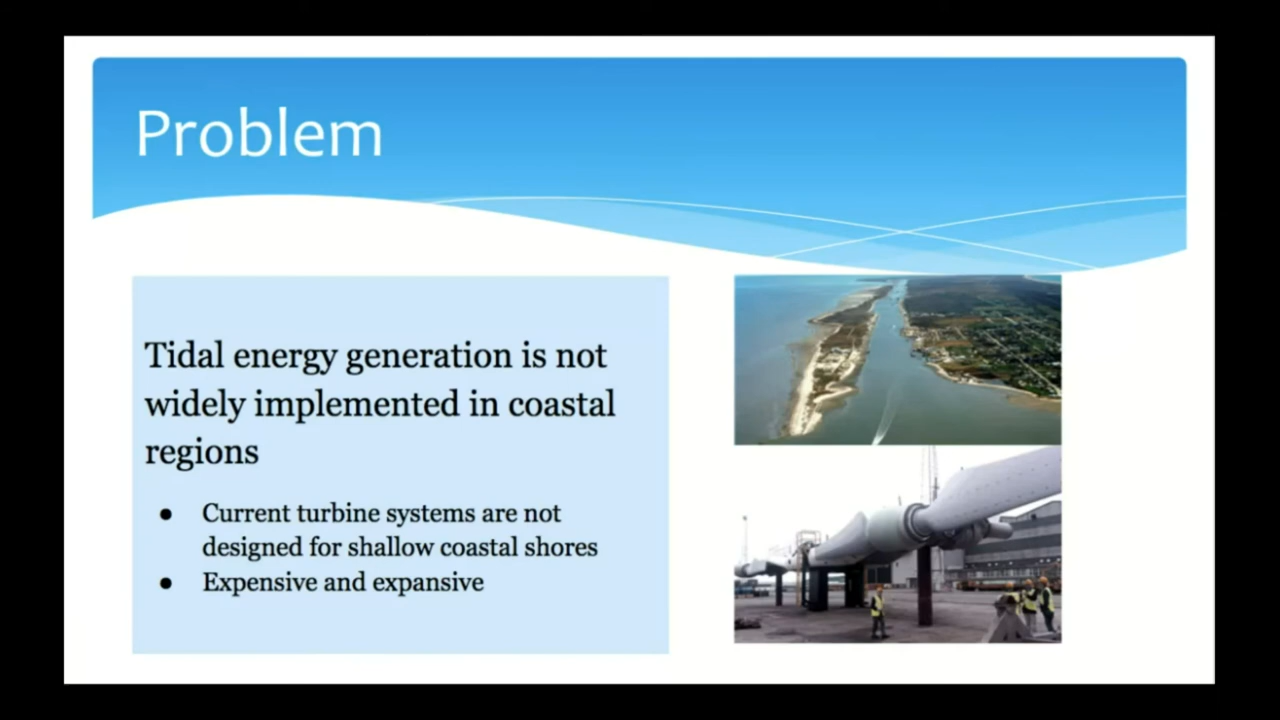 Problem
Tidal energy generation is not
widely implemented in coastal
regions
● Current turbine systems are not
designed for shallow coastal shores
● Expensive and expansive